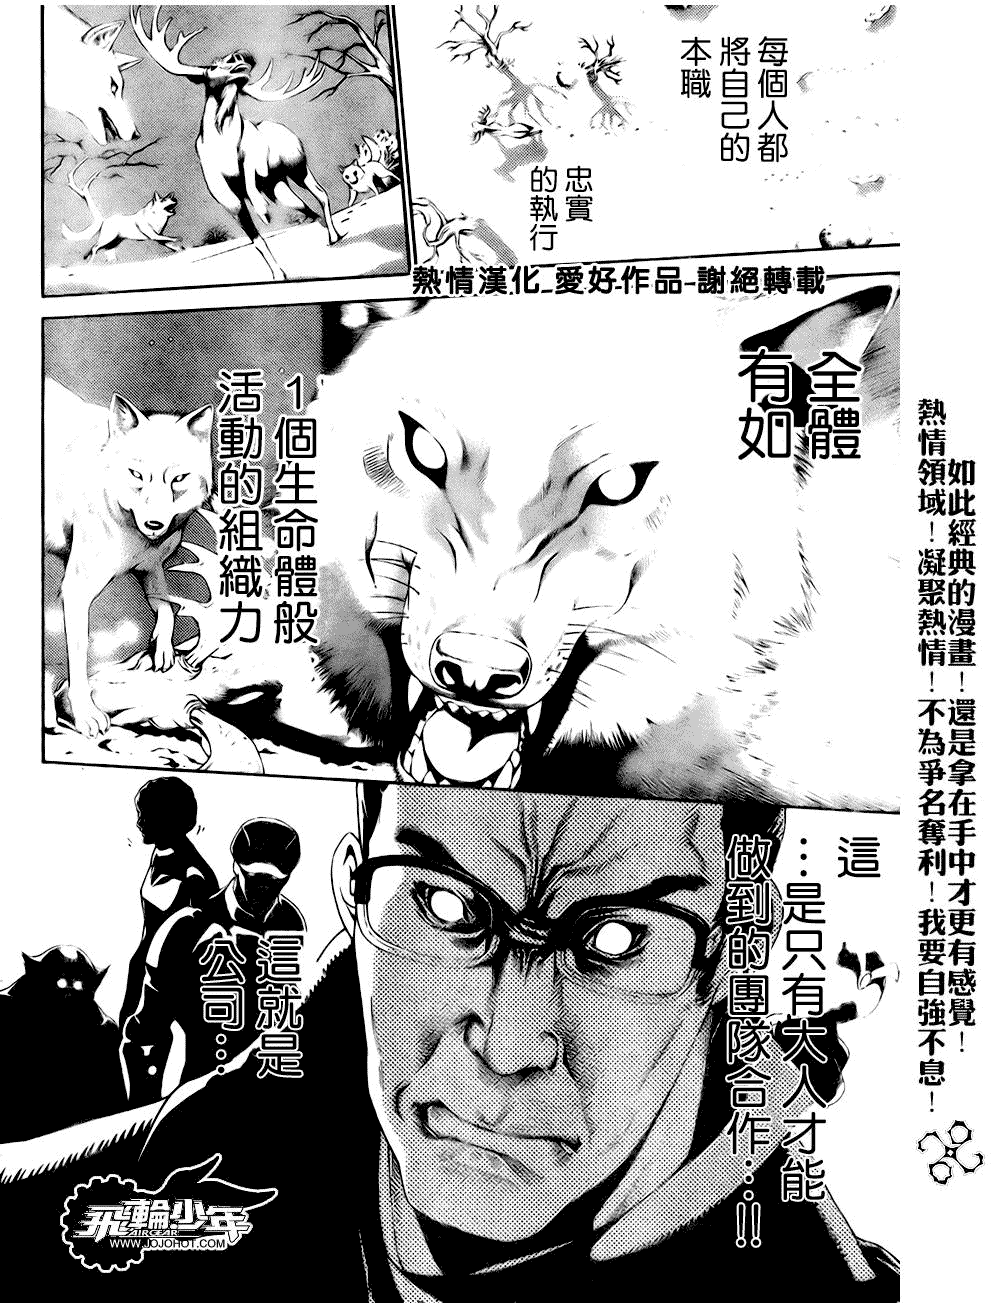 每個人都
將自己的
本職
忠實
的執行
熱情漢化 愛好作品 謝絕轉載
全體
有如
1個生命體般
活動的組織力
這
…是只有大人才能
做到的團隊合作…!!
這就是
公司…
如此經典的漫畫！還是拿在手中才更有感覺！
熱情領域！凝聚熱情！不為爭名奪利！我要自強不息！
飛輪少年
AIRGEAR
WWW.JOJOHOT.COM